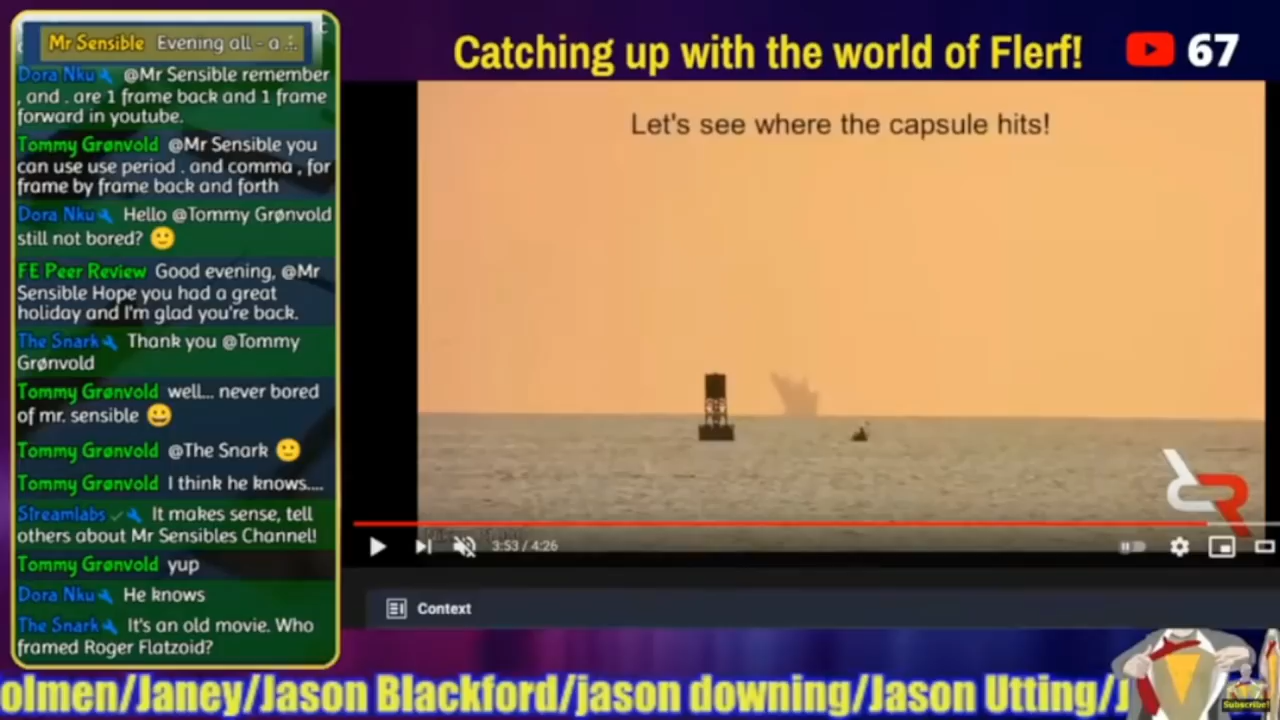 Mr Sensible Evening all - a
Dora Nku @Mr Sensible remember
, and . are 1 frame back and 1 frame
forward in youtube.
Tommy Grønvold @Mr Sensible you
can use use period . and comma , for
frame by frame back and forth
Dora Nku Hello @Tommy Grønvold
still not bored? 🙂
FE Peer Review Good evening, @Mr
Sensible Hope you had a great
holiday and I'm glad you're back.
The Snark Thank you @Tommy
Grønvold
Tommy Grønvold well... never bored
of mr. sensible 😀
Tommy Grønvold @The Snark 🙂
Tommy Grønvold I think he knows....
Streamlabs It makes sense, tell
others about Mr Sensibles Channel!
Tommy Grønvold yup
Dora Nku He knows
The Snark It's an old movie. Who
framed Roger Flatzoid?
Catching up with the world of Flerf!
67
Let's see where the capsule hits!
3:53 / 4:26
Context
olmen/Janey/Jason Blackford/jason downing/Jason Utting/J
Subscribe!